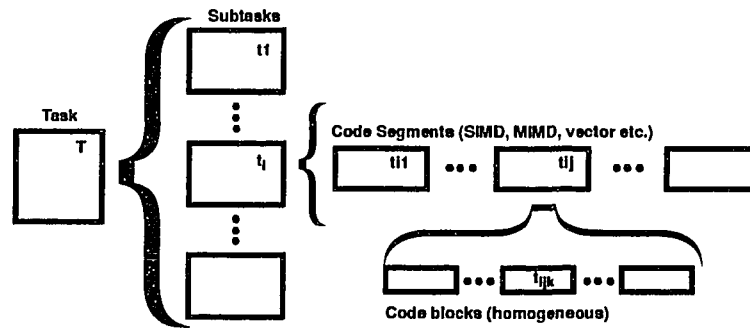 Subtasks
t1
Task
T
Code Segments (SIMD, MIMD, vector etc.)
ti
ti1
tij
tijk
Code blocks (homogeneous)